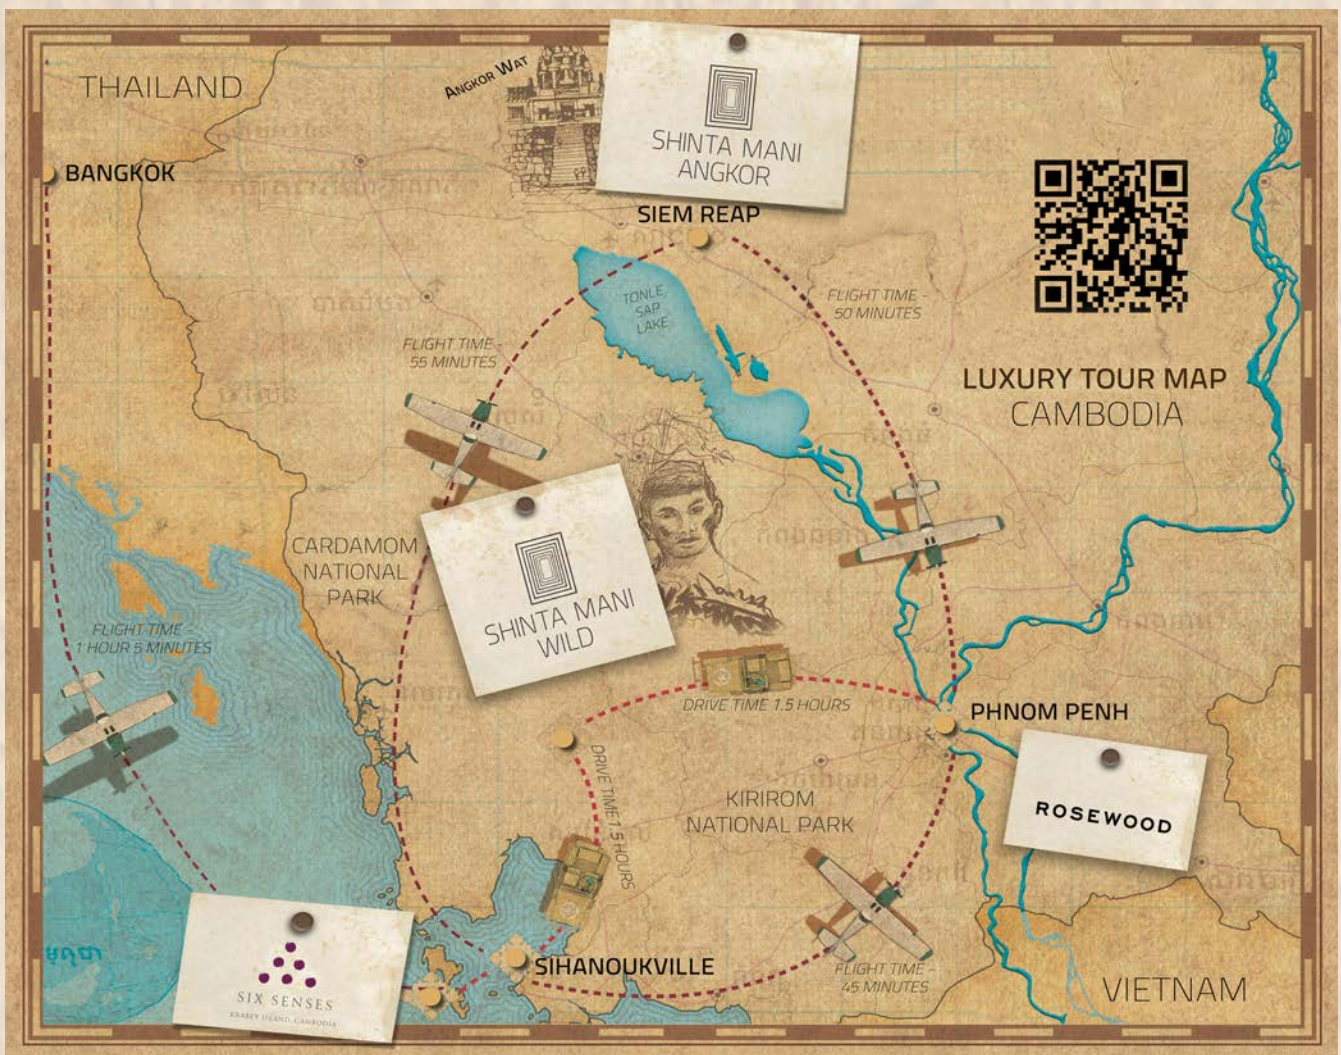 THAILAND
ANGKOR WAT
SHINTA MANI
ANGKOR
BANGKOK
SIEM REAP
TONLE
SAP
LAKE
FLIGHT TIME -
50 MINUTES
FLIGHT TIME -
55 MINUTES
LUXURY TOUR MAP
CAMBODIA
CARDAMOM
NATIONAL
PARK
SHINTA MANI
WILD
FLIGHT TIME -
1 HOUR 5 MINUTES
DRIVE TIME 1.5 HOURS
PHNOM PENH
DRIVE TIME 1.5 HOURS
KIRIROM
NATIONAL PARK
ROSEWOOD
SIX SENSES
KRABEY ISLAND, CAMBODIA
SIHANOUKVILLE
FLIGHT TIME -
45 MINUTES
VIETNAM